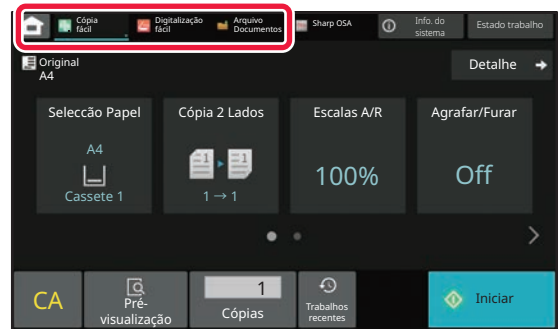 Cópia
fácil
Digitalização
fácil
Arquivo
Documentos
Sharp OSA
Info. do
sistema
Estado trabalho
Original
A4
Detalhe
Selecção Papel
A4
Cassete 1
Cópia 2 Lados
1 → 1
Escalas A/R
100%
Agrafar/Furar
Off
CA
Pré-
visualização
1
Cópias
Trabalhos
recentes
Iniciar